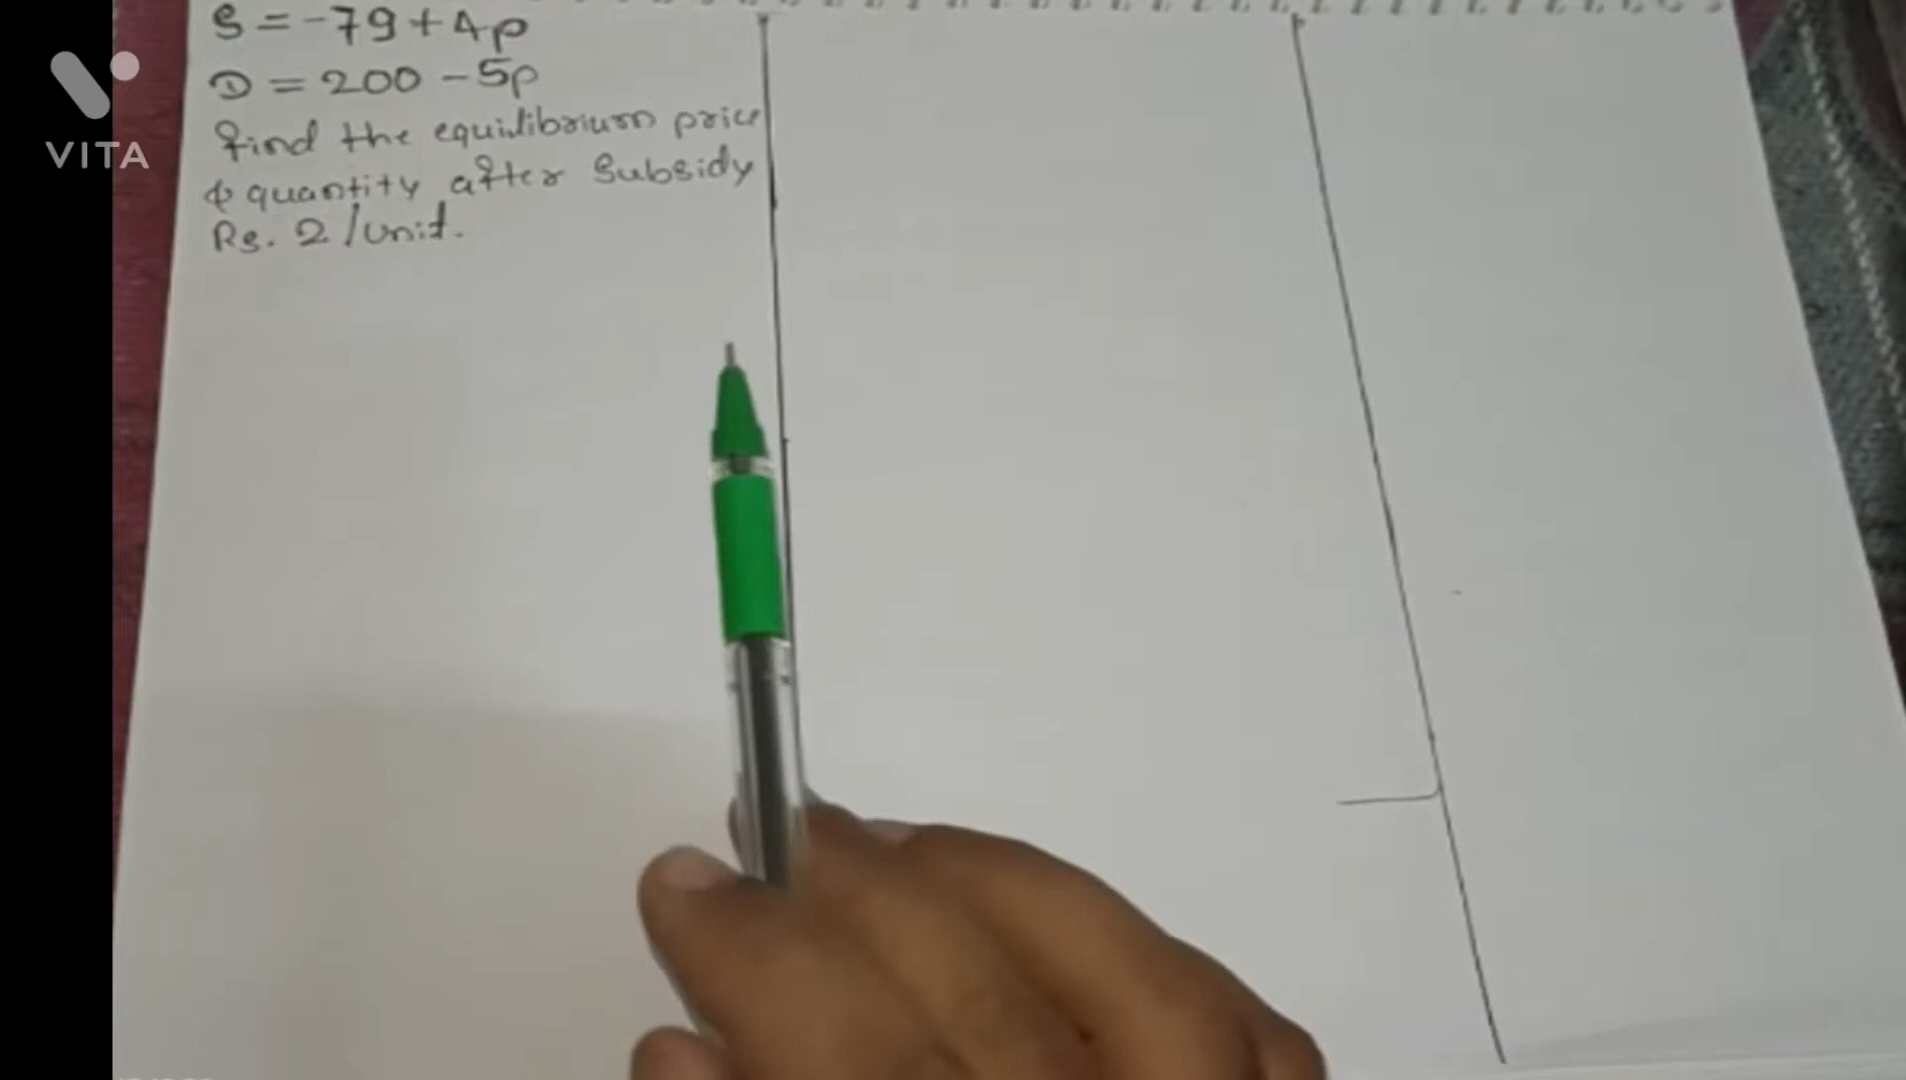 S = -79+4p
D = 200 - 5p
find the equilibrium price
& quantity after Subsidy
Rs. 2/unit.
VITA